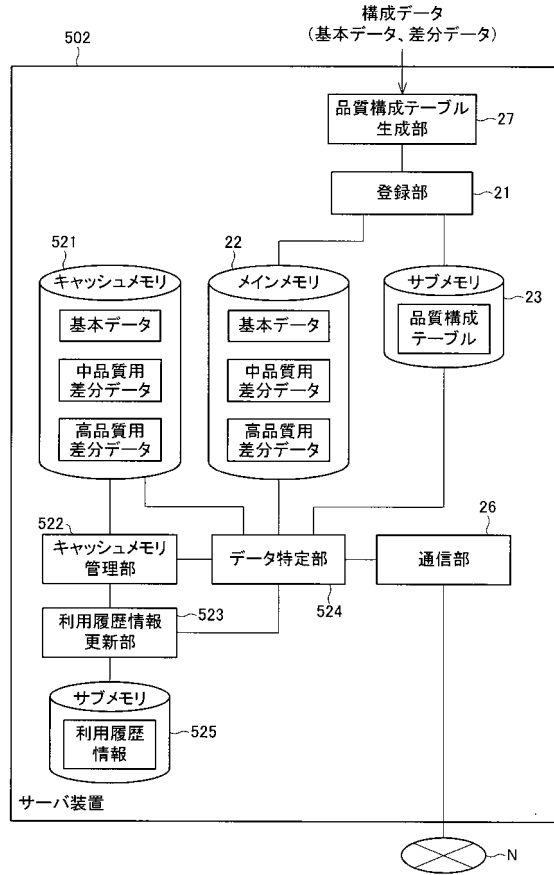 構成データ
(基本データ、差分データ)
502
品質構成テーブル
生成部
27
登録部
21
521
キャッシュメモリ
基本データ
中品質用
差分データ
高品質用
差分データ
22
メインメモリ
基本データ
中品質用
差分データ
高品質用
差分データ
サブメモリ
23
品質構成
テーブル
522
キャッシュメモリ
管理部
データ特定部
524
26
通信部
523
利用履歴情報
更新部
サブメモリ
利用履歴
情報
525
サーバ装置
N